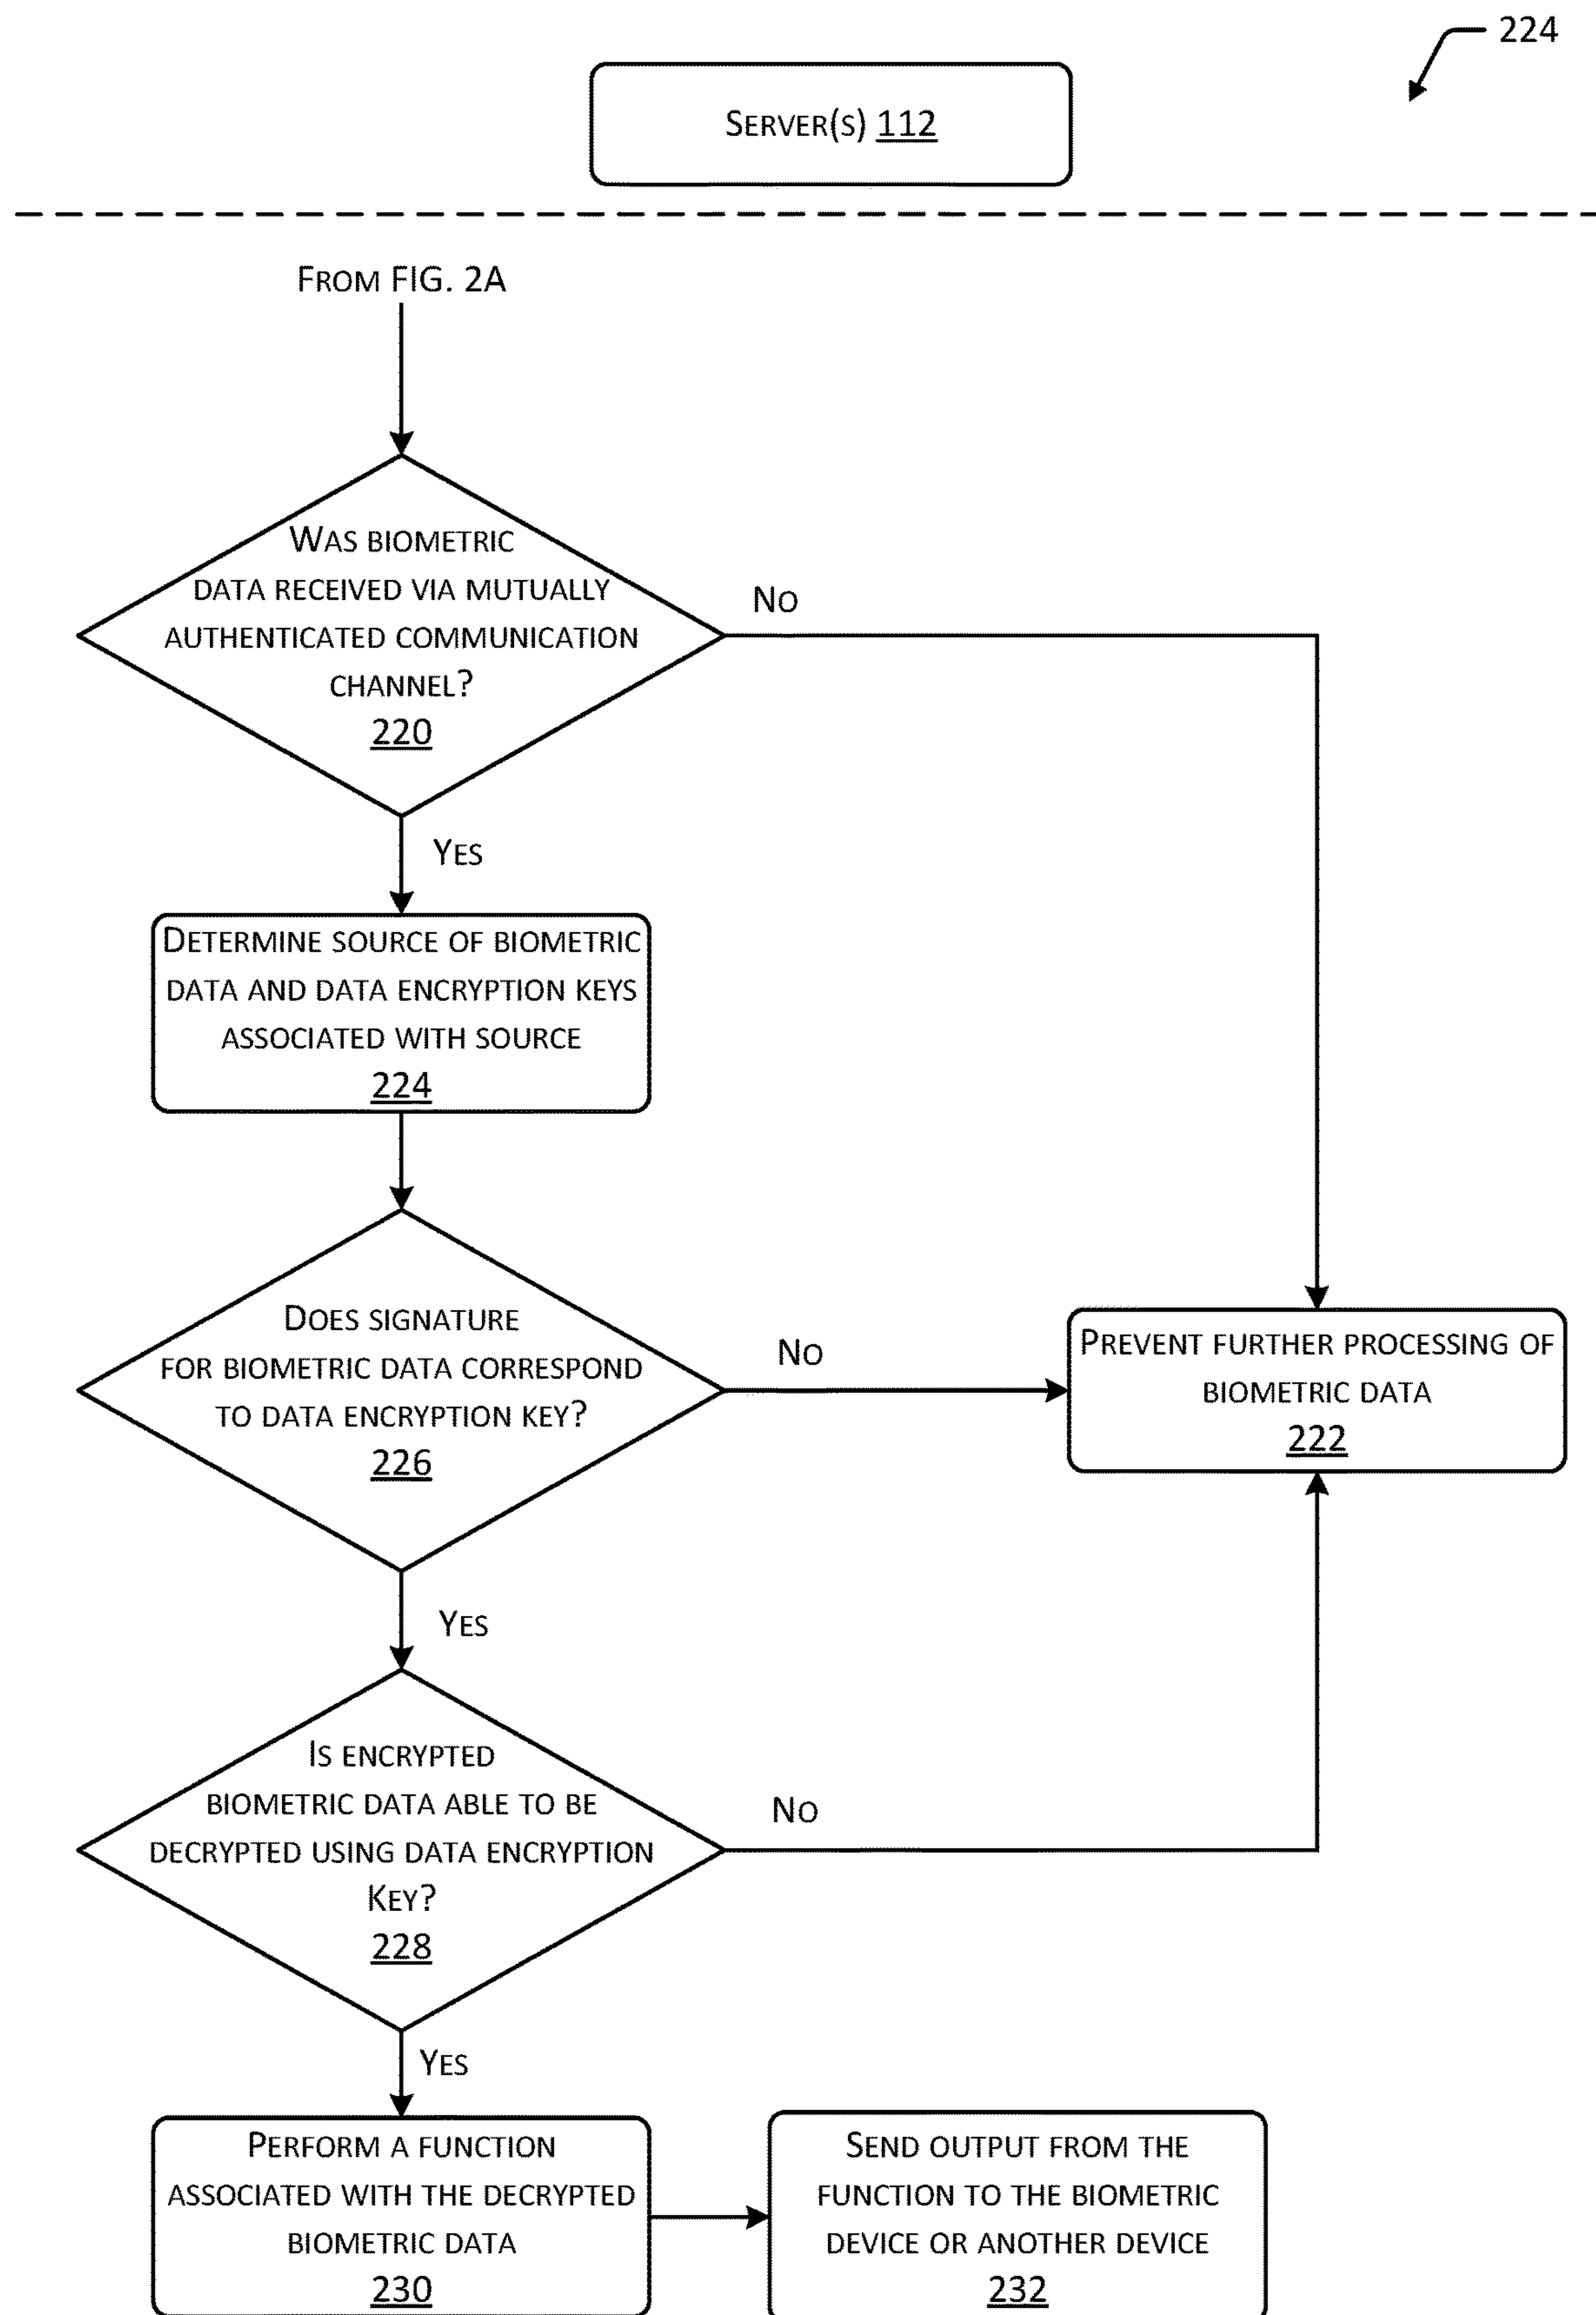 224
SERVER(S) 112
FROM FIG. 2A
WAS BIOMETRIC
DATA RECEIVED VIA MUTUALLY
AUTHENTICATED COMMUNICATION
CHANNEL?
220
NO
YES
DETERMINE SOURCE OF BIOMETRIC
DATA AND DATA ENCRYPTION KEYS
ASSOCIATED WITH SOURCE
224
DOES SIGNATURE
FOR BIOMETRIC DATA CORRESPOND
TO DATA ENCRYPTION KEY?
226
NO
PREVENT FURTHER PROCESSING OF
BIOMETRIC DATA
222
YES
IS ENCRYPTED
BIOMETRIC DATA ABLE TO BE
DECRYPTED USING DATA ENCRYPTION
KEY?
228
NO
YES
PERFORM A FUNCTION
ASSOCIATED WITH THE DECRYPTED
BIOMETRIC DATA
230
SEND OUTPUT FROM THE
FUNCTION TO THE BIOMETRIC
DEVICE OR ANOTHER DEVICE
232